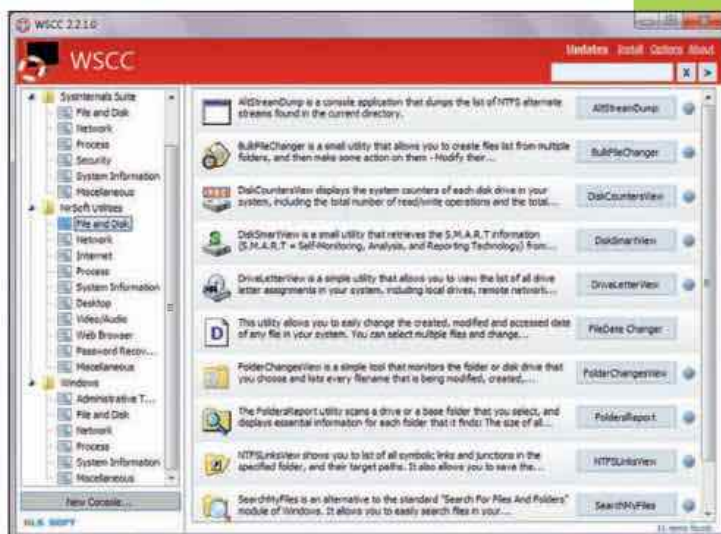 WSCC 2.2.1.0
WSCC
Updates Install Options About
X >
Sysinternals Suite
File and Disk
Network
Process
Security
System Information
Miscellaneous
NirSoft Utilities
File and Disk
Network
Internet
Process
System Information
Desktop
Video/Audio
Web Browser
Password Recov...
Miscellaneous
Windows
Administrative T...
File and Disk
Network
Process
System Information
Miscellaneous
New Console...
KLS SOFT
AltStreamDump is a console application that dumps the list of NTFS alternate
streams found in the current directory.
AltStreamDump
BulkFileChanger is a small utility that allows you to create files list from multiple
folders, and then make some action on them - Modify their...
BulkFileChanger
DiskCountersView displays the system counters of each disk drive in your
system, including the total number of read/write operations and the total...
DiskCountersView
DiskSmartView is a small utility that retrieves the S.M.A.R.T information
(S.M.A.R.T = Self-Monitoring, Analysis, and Reporting Technology) from...
DiskSmartView
DriveLetterView is a simple utility that allows you to view the list of all drive
letter assignments in your system, including local drives, remote network...
DriveLetterView
This utility allows you to easly change the created, modified and accessed date
of any file in your system. You can select multiple files and change...
FileDate Changer
FolderChangesView is a simple tool that monitors the folder or disk drive that
you choose and lists every filename that is being modified, created,...
FolderChangesView
The FoldersReport utility scans a drive or a base folder that you select, and
displays essential information for each folder that it finds: The size of all...
FoldersReport
NTFSLinksView shows you to list of all symbolic links and junctions in the
specified folder, and their target paths. It also allows you to save the...
NTFSLinksView
SearchMyFiles is an alternative to the standard "Search For Files And Folders"
module of Windows. It allows you to easily search files in your...
SearchMyFiles
11 items found.